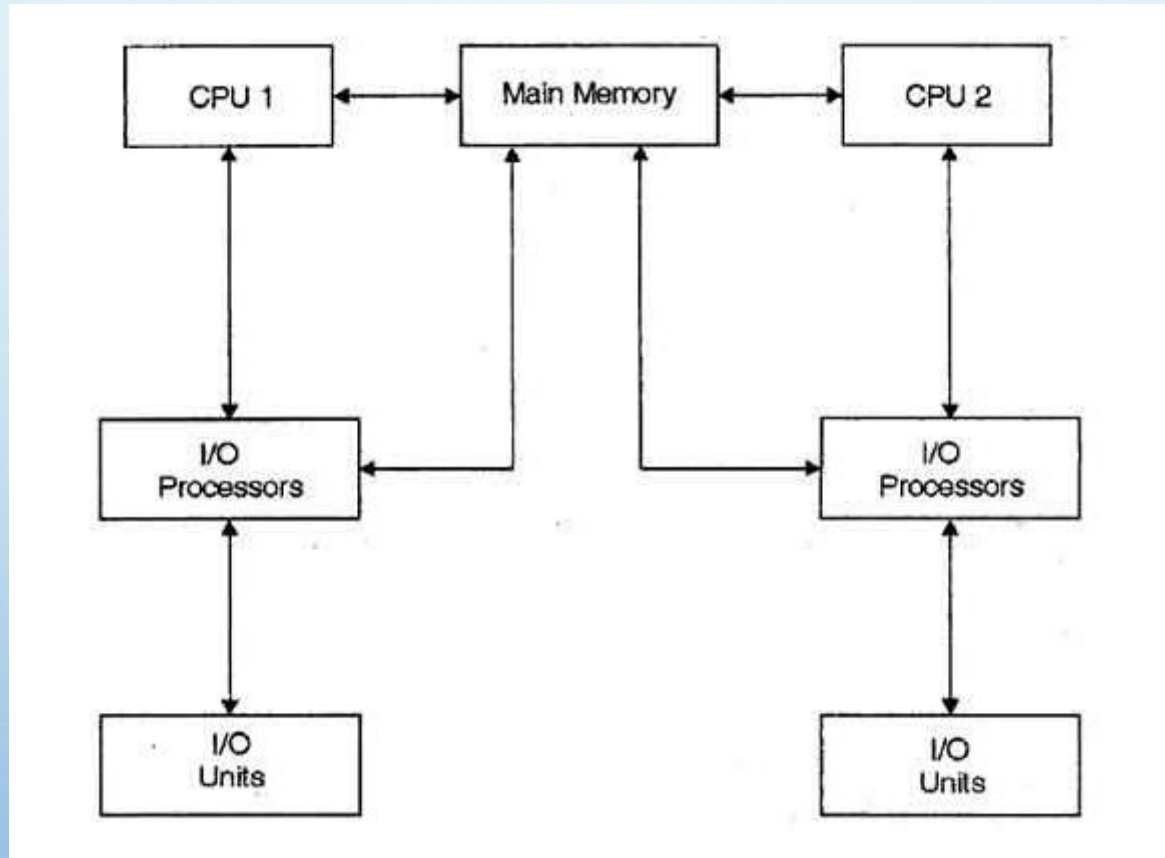 CPU 1
Main Memory
CPU 2
I/O
Processors
I/O
Processors
I/O
Units
I/O
Units